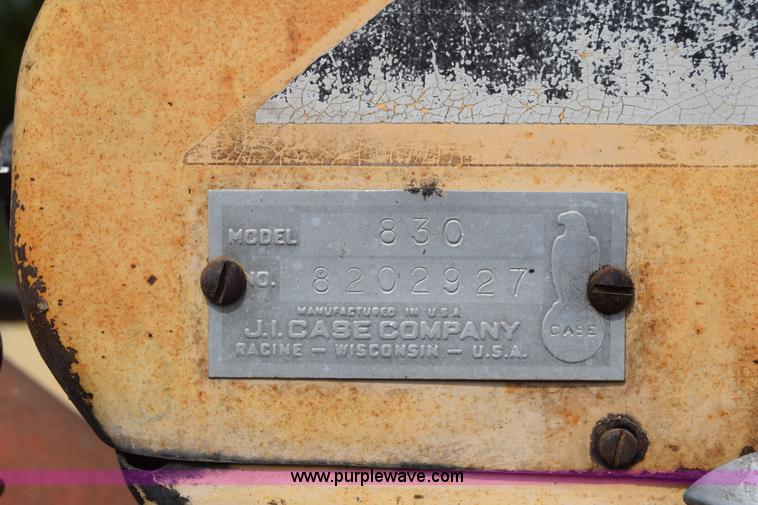 MODEL 830
NO. 8202927
MANUFACTURED IN U.S.A
J.I. CASE COMPANY
RACINE — WISCONSIN — U.S.A.
CASE
www.purplewave.com